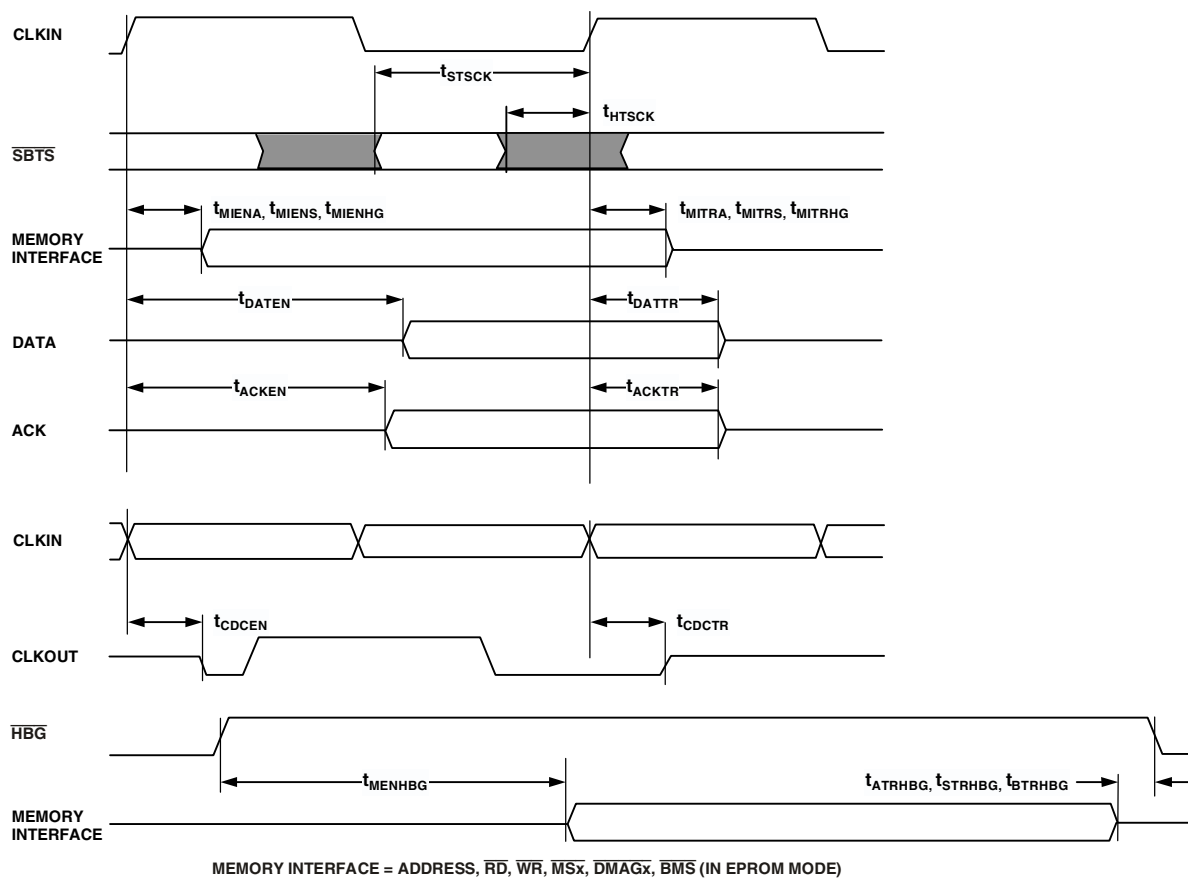 CLKIN
tSTSCK
tHTSCK
SBTS
tMIENA, tMIENS, tMIENHG
tMITRA, tMITRS, tMITRHG
MEMORY
INTERFACE
tDATEN
tDATTR
DATA
tACKEN
tACKTR
ACK
CLKIN
tCDCEN
tCDCTR
CLKOUT
HBG
tMENHBG
tATRHBG, tSTRHBG, tBTRHBG
MEMORY
INTERFACE
MEMORY INTERFACE = ADDRESS, RD, WR, MSx, DMAGx, BMS (IN EPROM MODE)